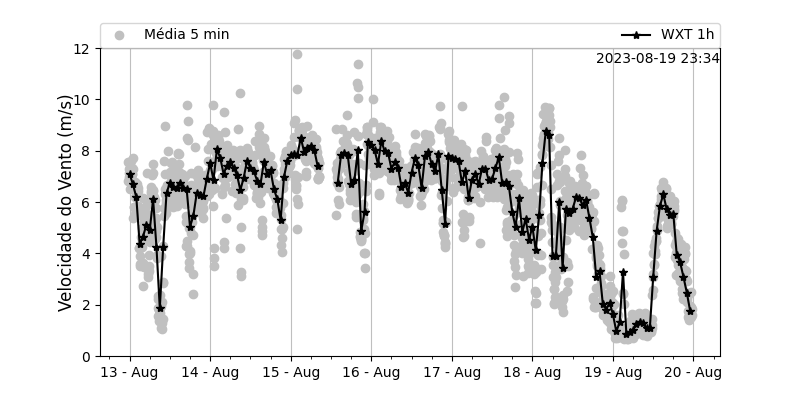 Média 5 min
WXT 1h
2023-08-19 23:34
Velocidade do Vento (m/s)
12
10
8
6
4
2
0
13 - Aug
14 - Aug
15 - Aug
16 - Aug
17 - Aug
18 - Aug
19 - Aug
20 - Aug